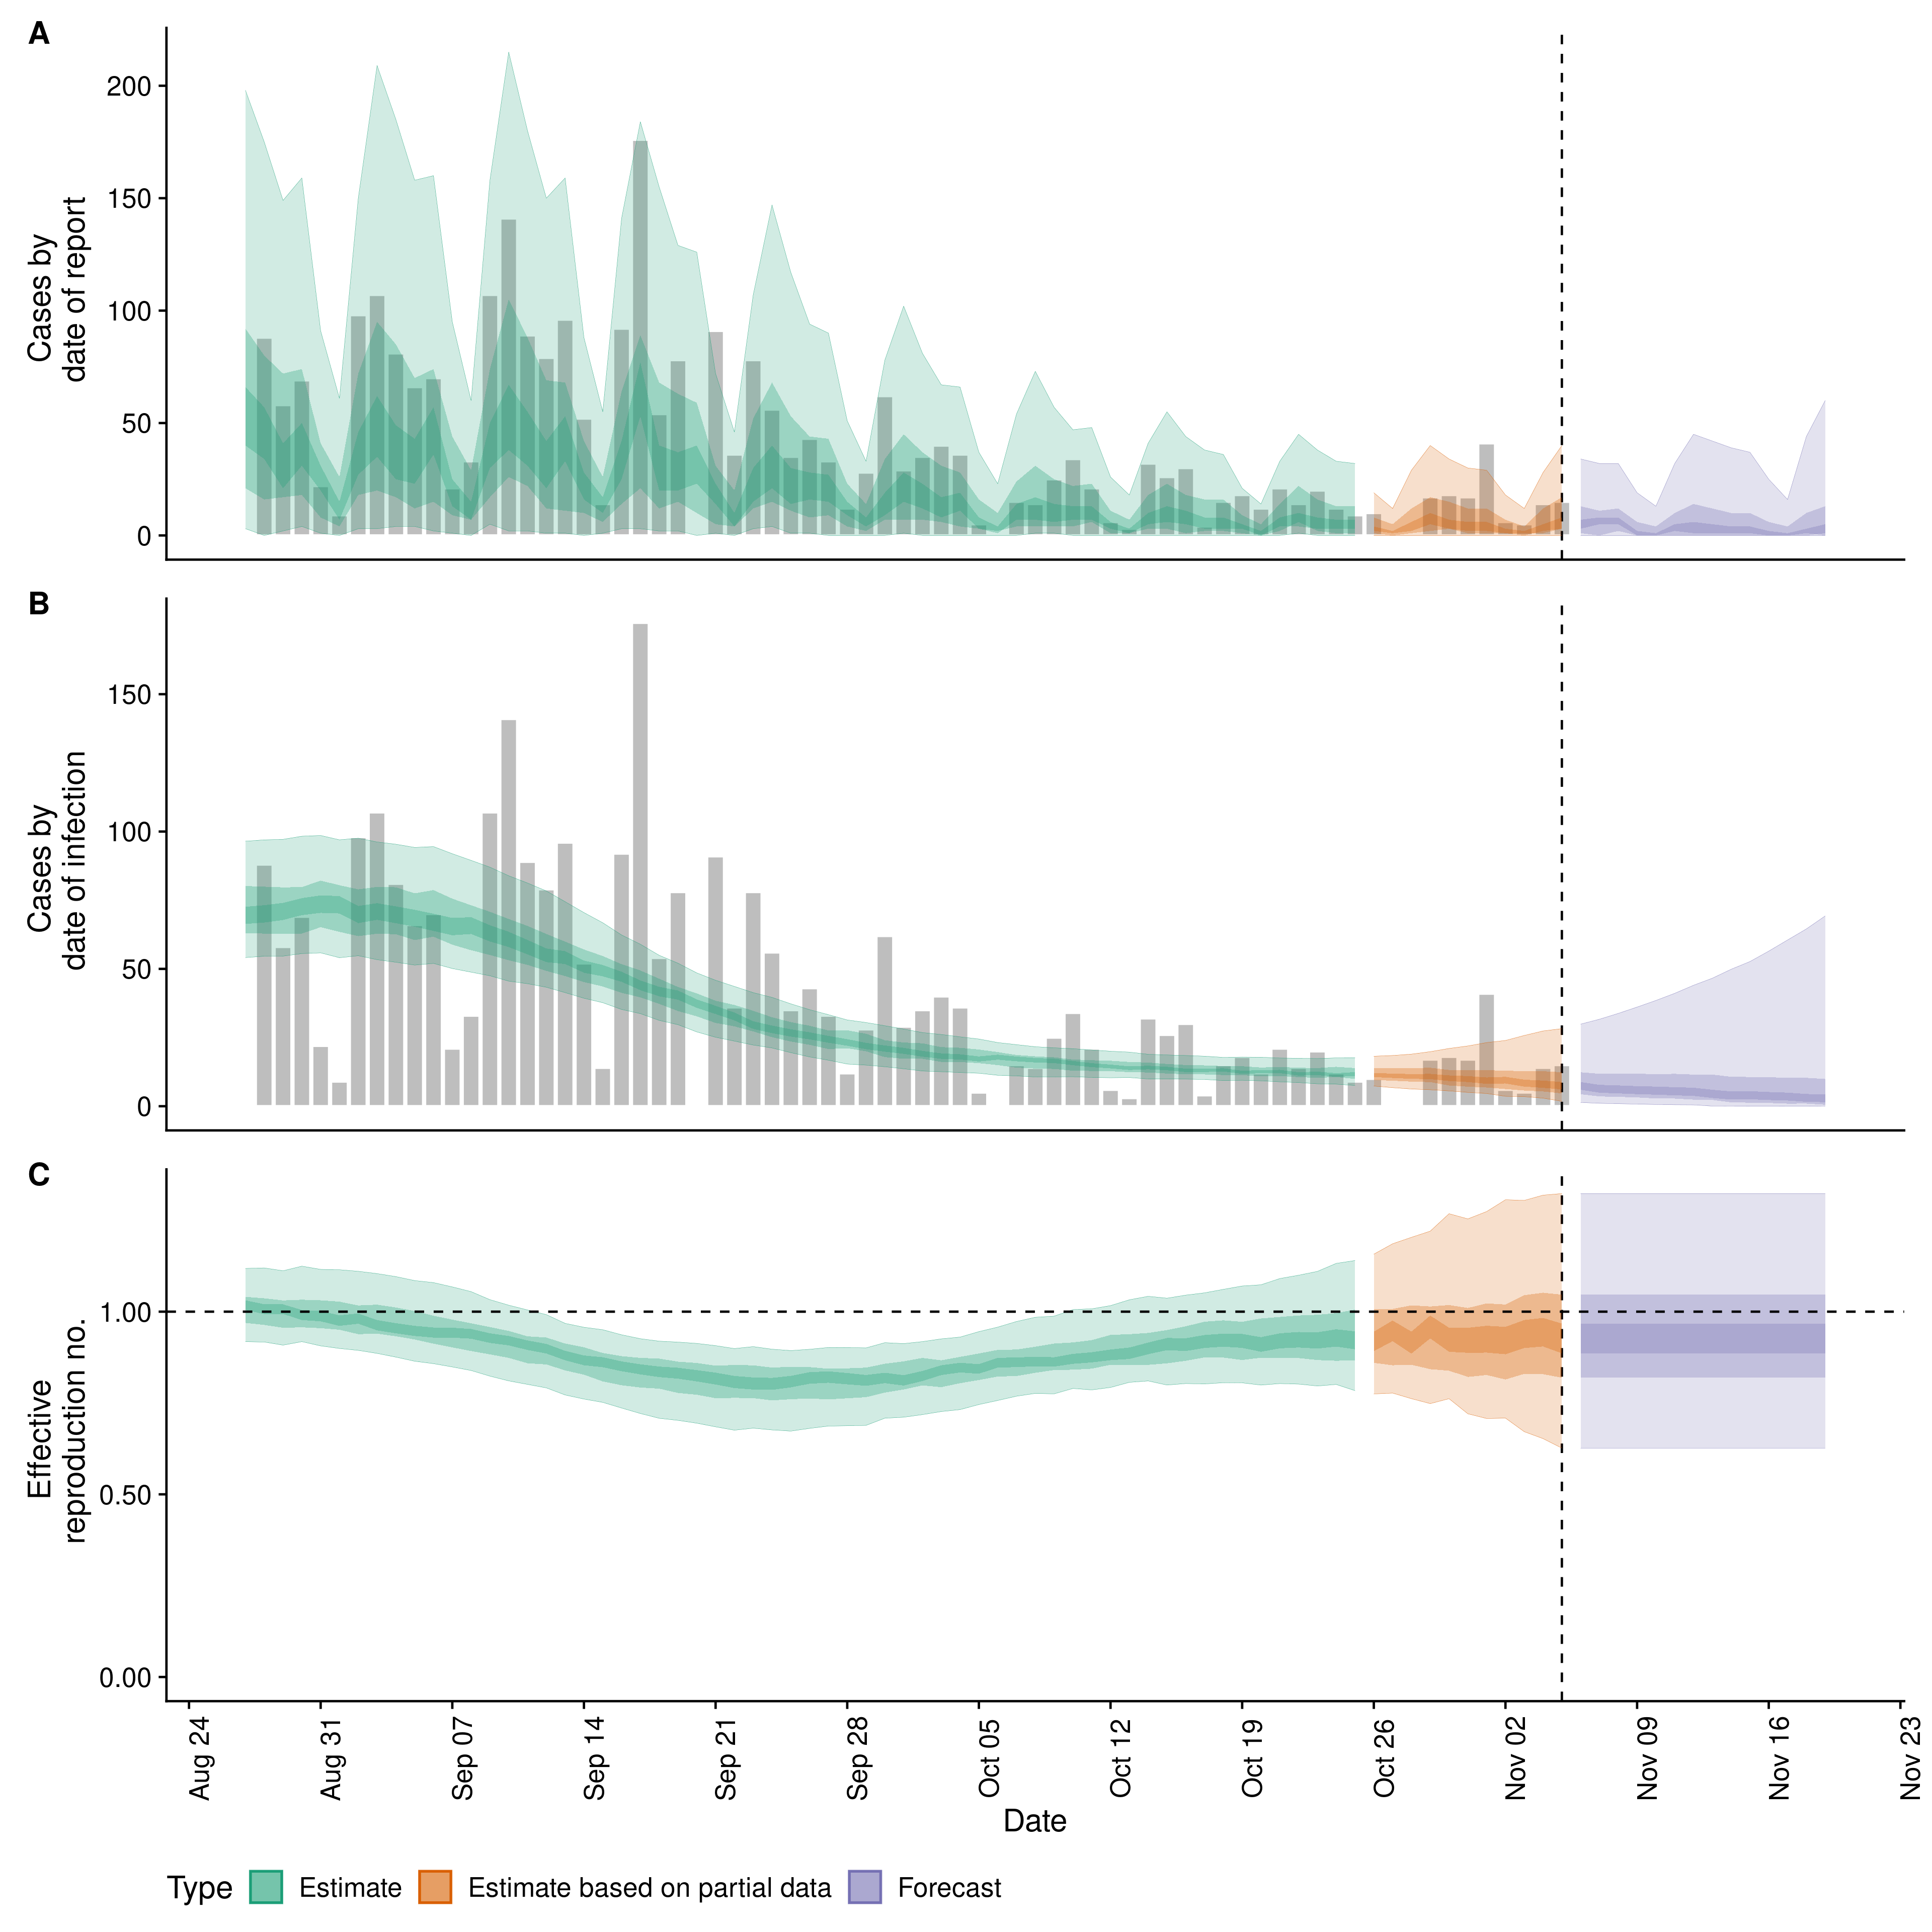 A
Cases by
date of report
200
150
100
50
0
B
Cases by
date of infection
150
100
50
0
C
Effective
reproduction no.
1.00
0.50
0.00
Aug 24
Aug 31
Sep 07
Sep 14
Sep 21
Sep 28
Oct 05
Oct 12
Oct 19
Oct 26
Nov 02
Nov 09
Nov 16
Nov 23
Date
Type Estimate Estimate based on partial data Forecast